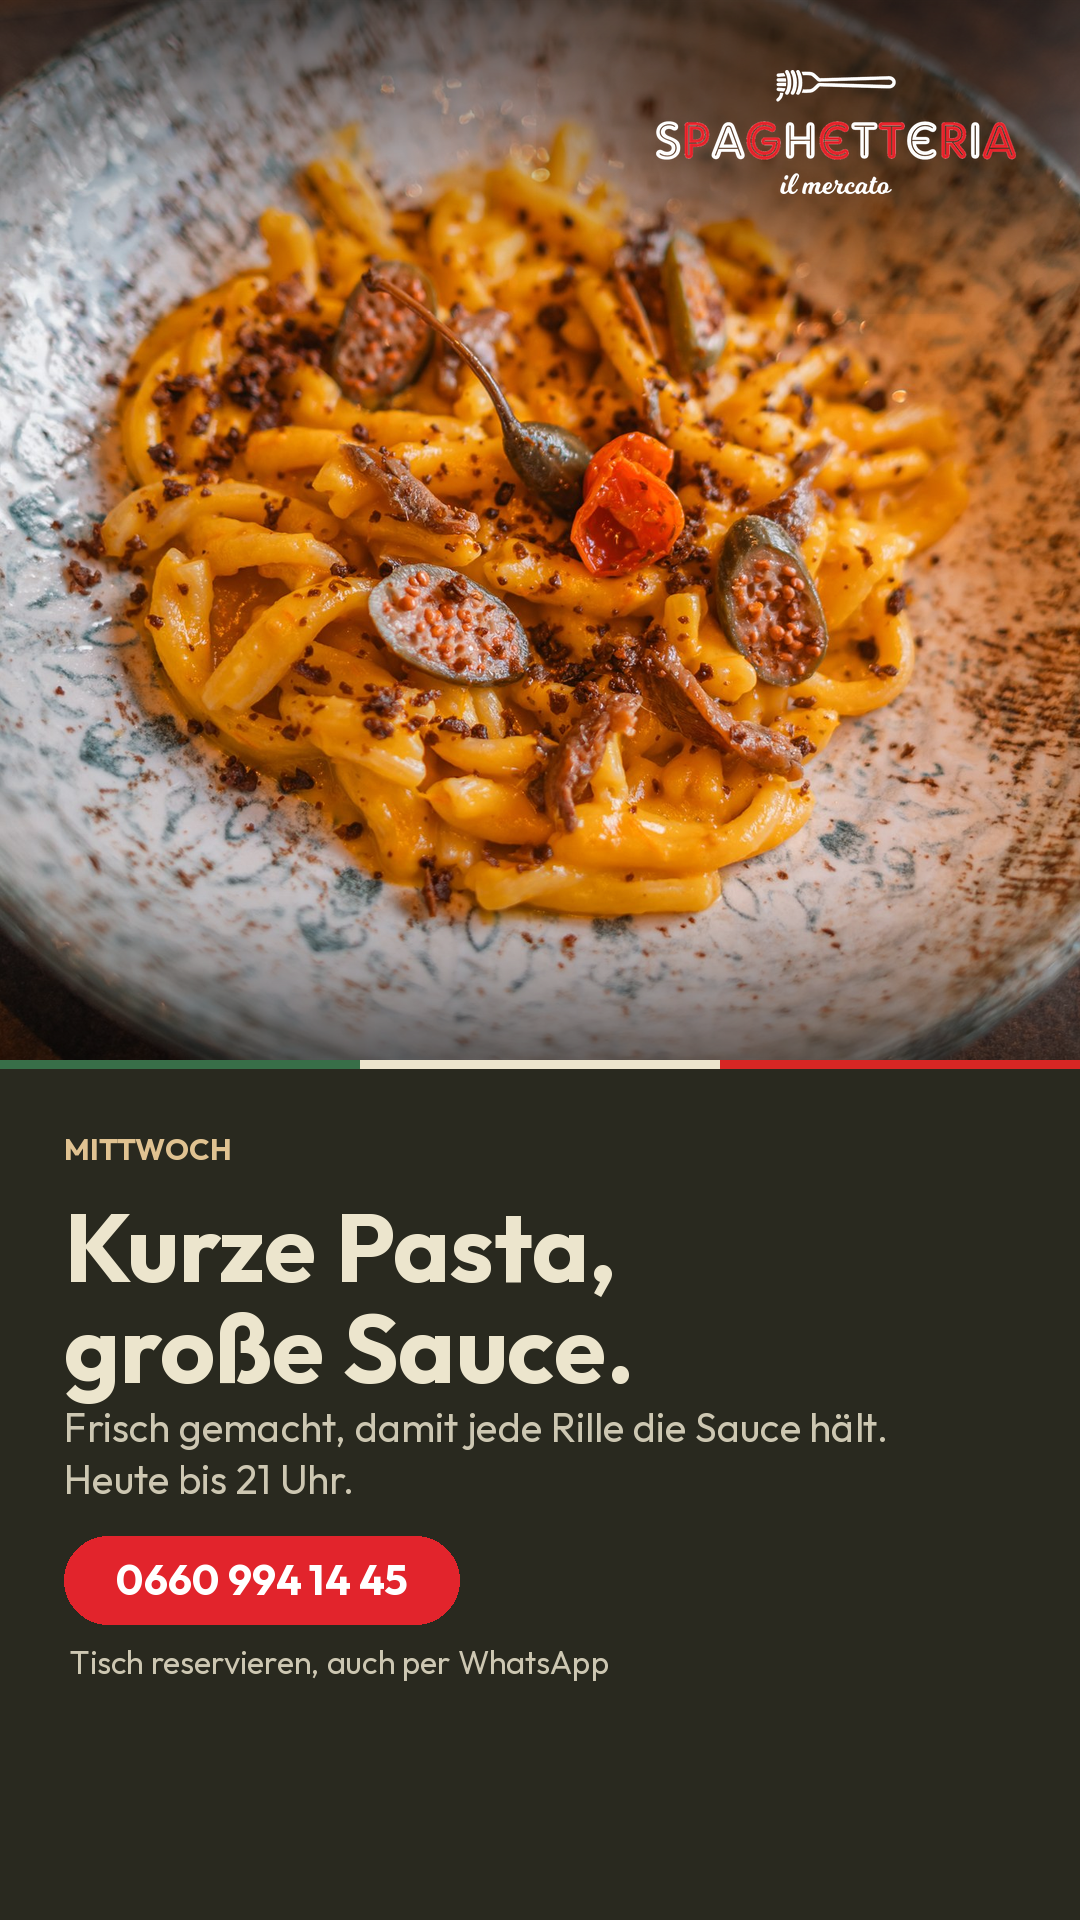 SPAGHETTERIA
il mercato
MITTWOCH
Kurze Pasta,
große Sauce.
Frisch gemacht, damit jede Rille die Sauce hält.
Heute bis 21 Uhr.
0660 994 14 45
Tisch reservieren, auch per WhatsApp